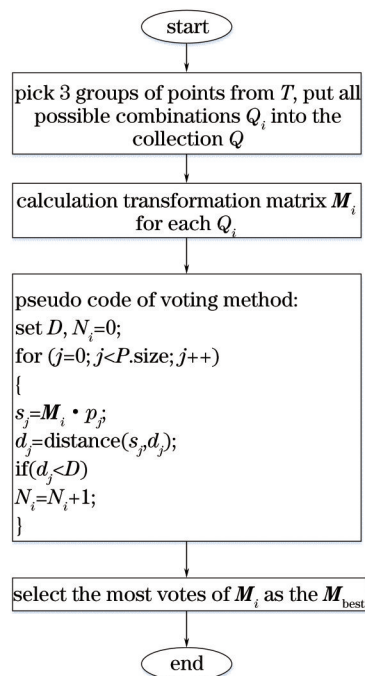 start
pick 3 groups of points from T, put all
possible combinations Qᵢ into the
collection Q
calculation transformation matrix Mᵢ
for each Qᵢ
pseudo code of voting method:
set D, Nᵢ=0;
for (j=0; j<P.size; j++)
{
sⱼ=Mᵢ • pⱼ;
dⱼ=distance(sⱼ,dⱼ);
if(dⱼ<D)
Nᵢ=Nᵢ+1;
}
select the most votes of Mᵢ as the M_best
end